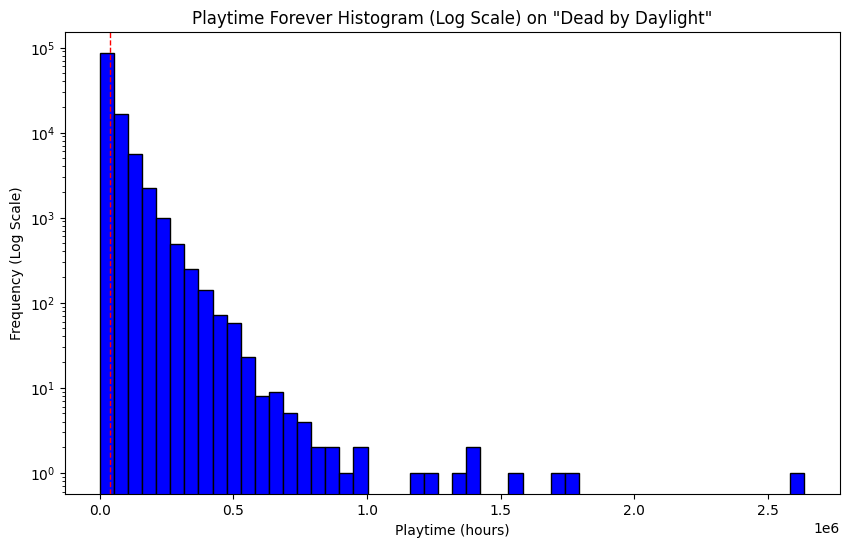 Playtime Forever Histogram (Log Scale) on "Dead by Daylight"
Frequency (Log Scale)
10^5
10^4
10^3
10^2
10^1
10^0
0.0 0.5 1.0 1.5 2.0 2.5
1e6
Playtime (hours)